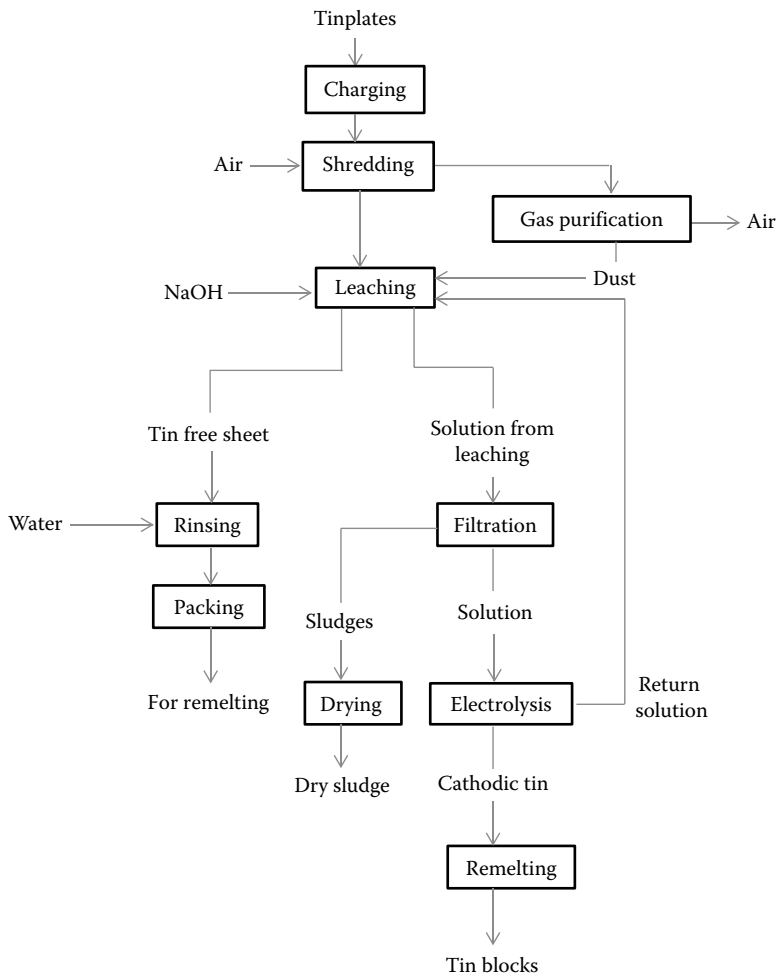 Tinplates
Charging
Air
Shredding
Gas purification
Air
Dust
NaOH
Leaching
Tin free sheet
Solution from
leaching
Water
Rinsing
Filtration
Packing
Sludges
Solution
For remelting
Drying
Electrolysis
Return
solution
Dry sludge
Cathodic tin
Remelting
Tin blocks